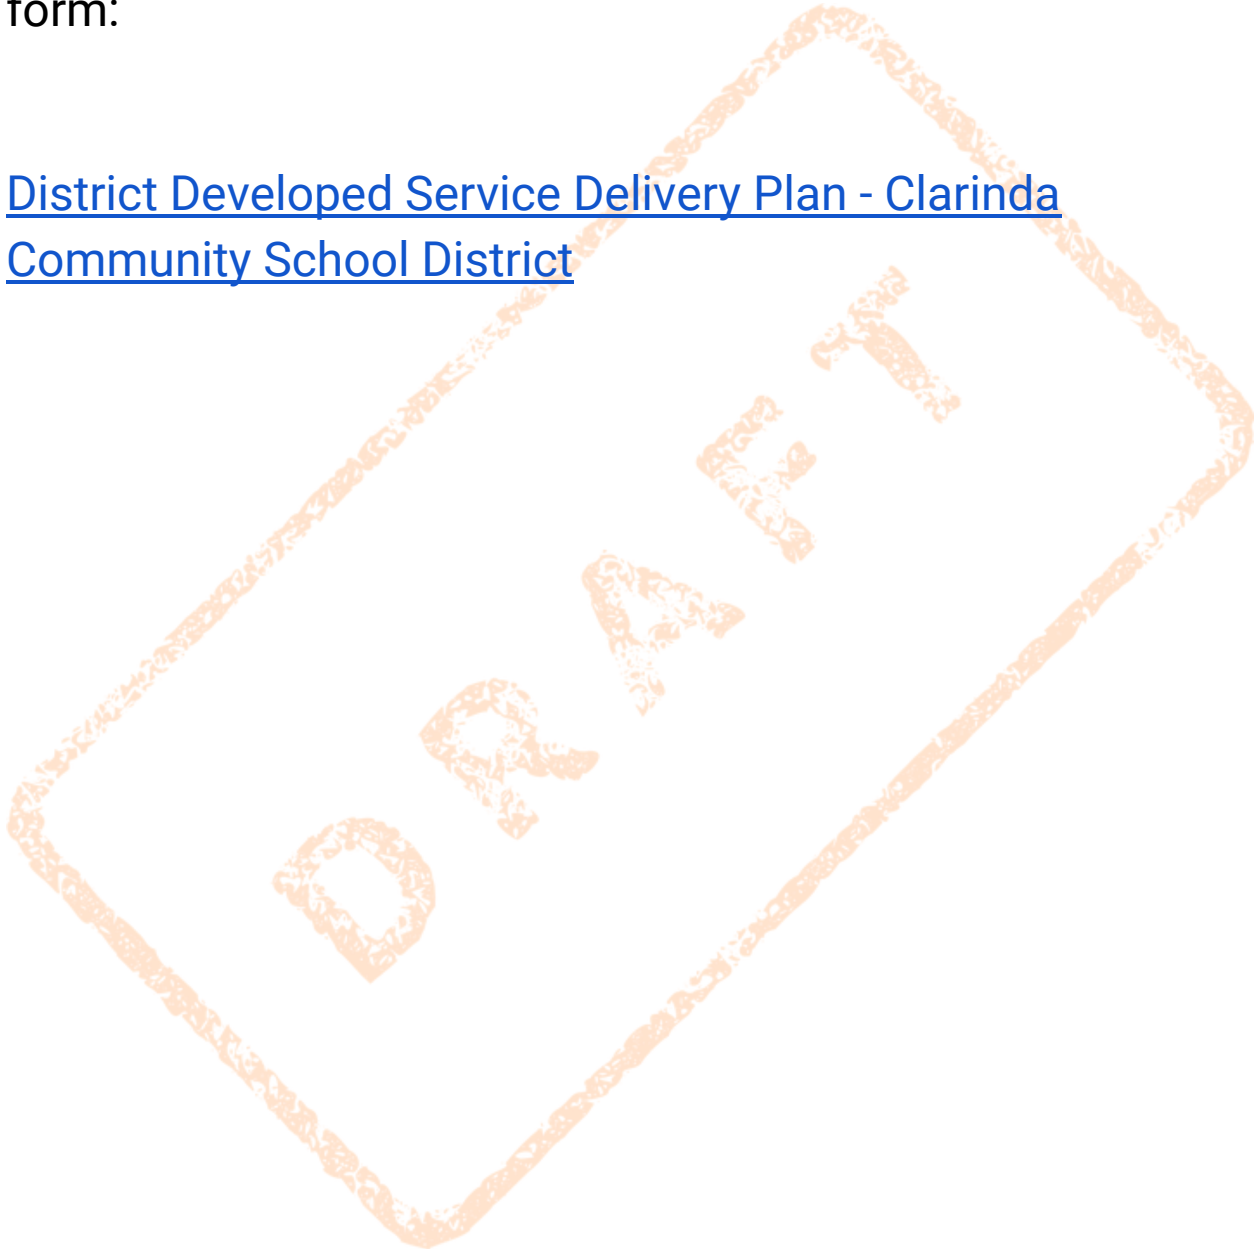 form:
District Developed Service Delivery Plan - Clarinda
Community School District
DRAFT